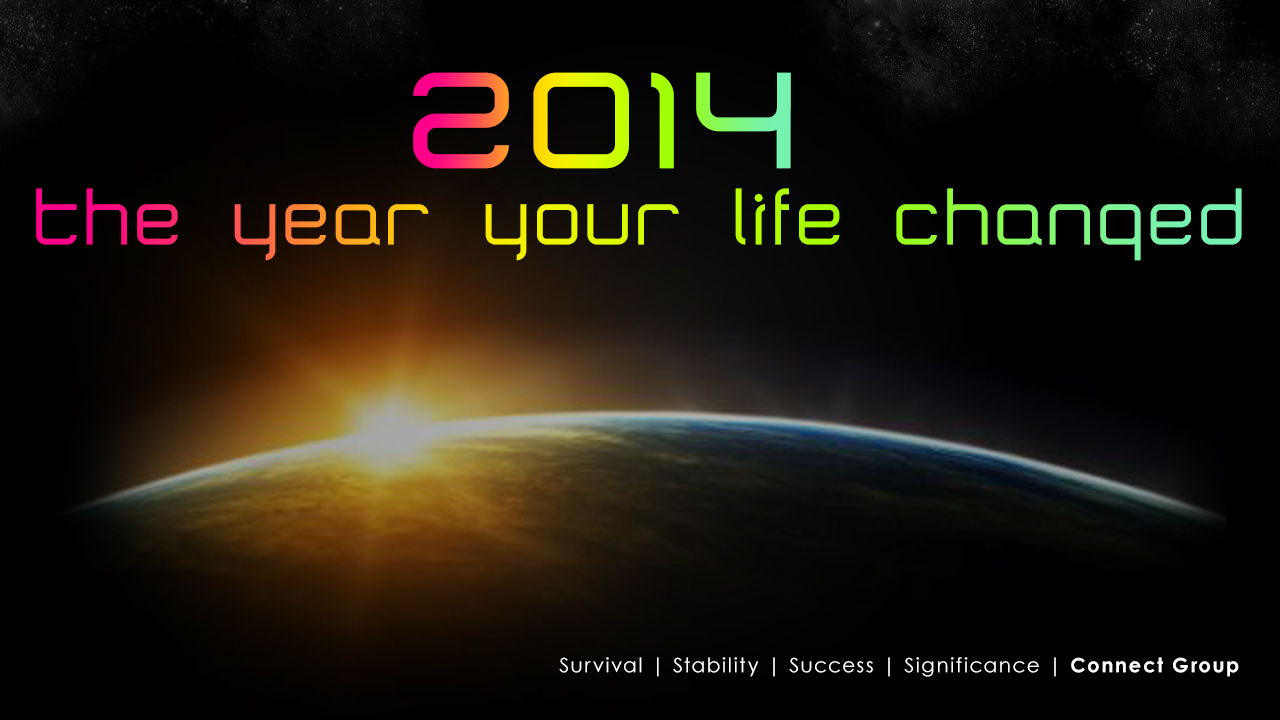 2014
the year your life changed
Survival | Stability | Success | Significance | Connect Group